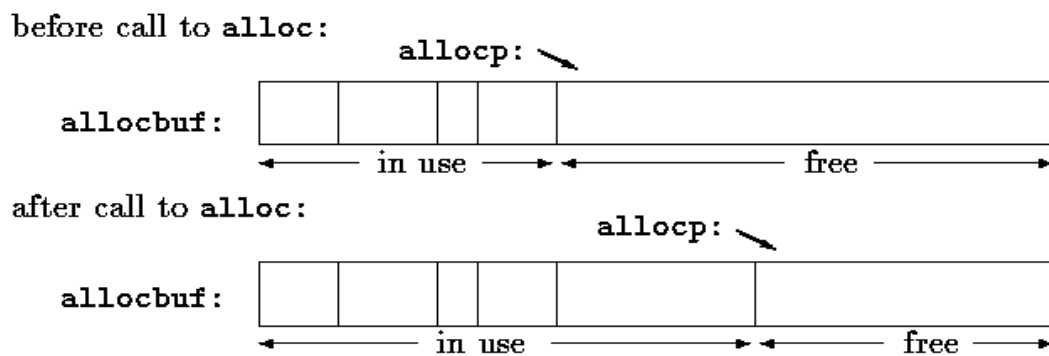 before call to alloc:
allocp:
allocbuf:
in use
free
after call to alloc:
allocp:
allocbuf:
in use
free